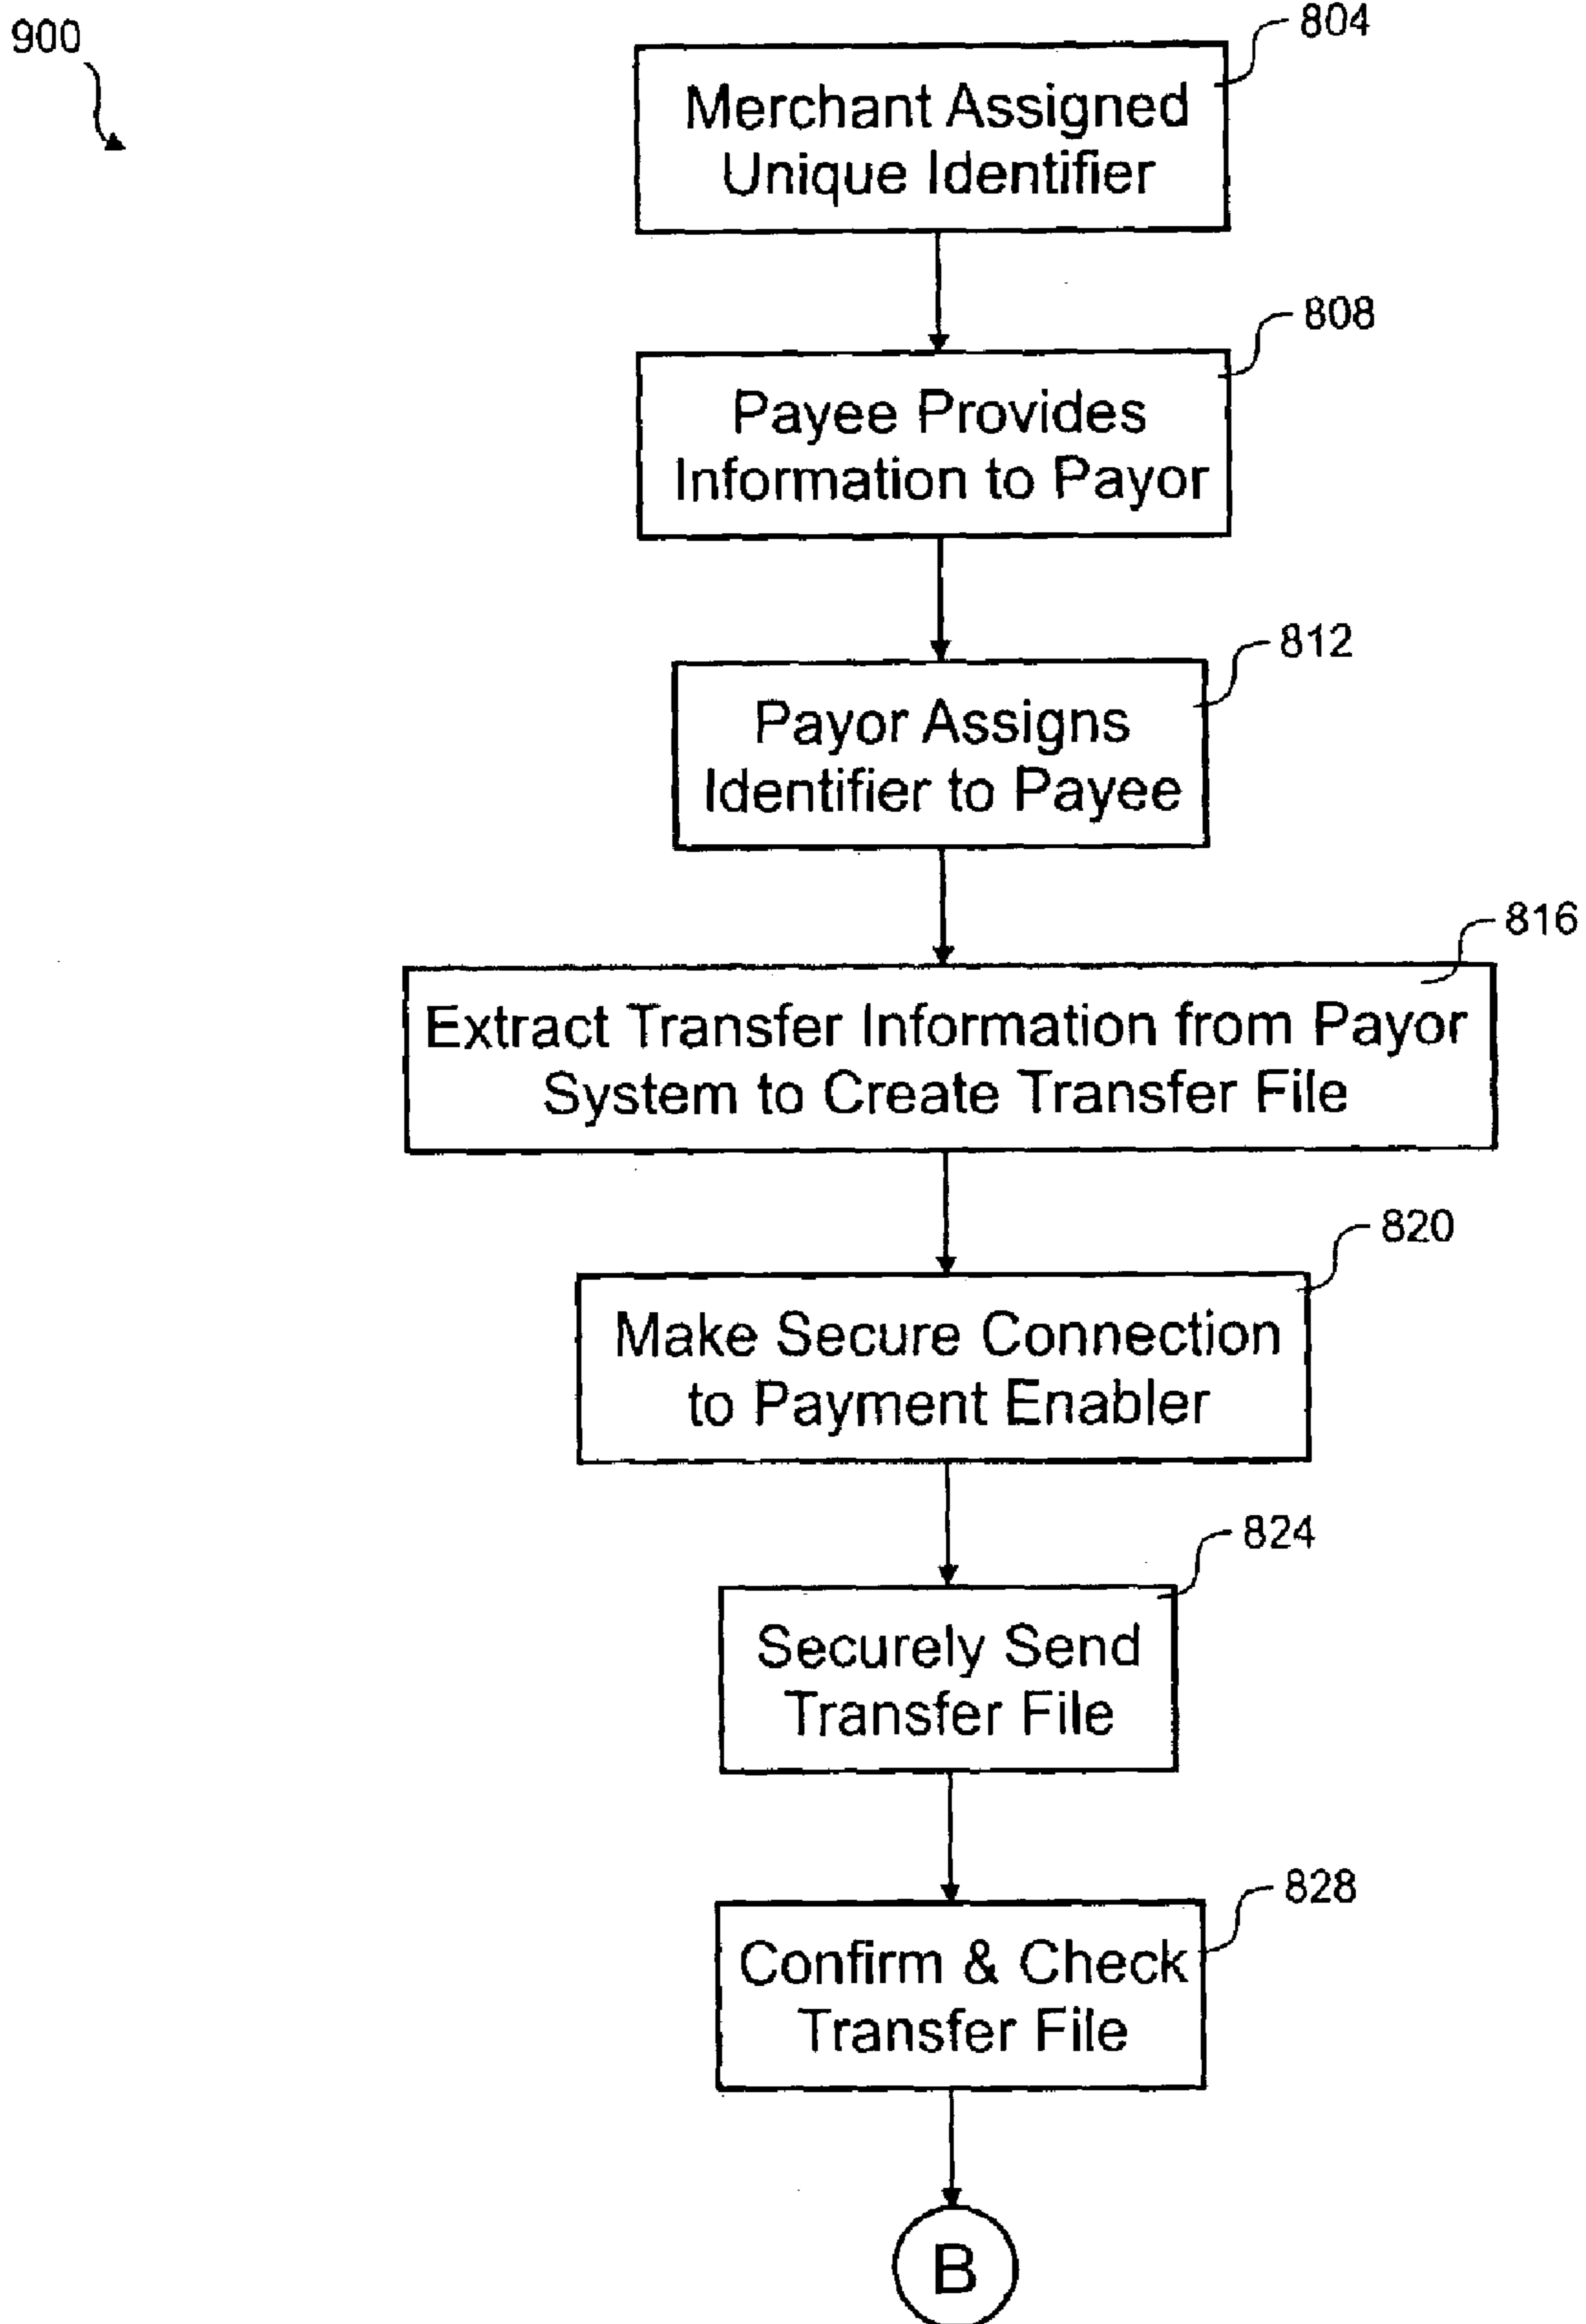 900
804
Merchant Assigned
Unique Identifier
808
Payee Provides
Information to Payor
812
Payor Assigns
Identifier to Payee
816
Extract Transfer Information from Payor
System to Create Transfer File
820
Make Secure Connection
to Payment Enabler
824
Securely Send
Transfer File
828
Confirm & Check
Transfer File
B